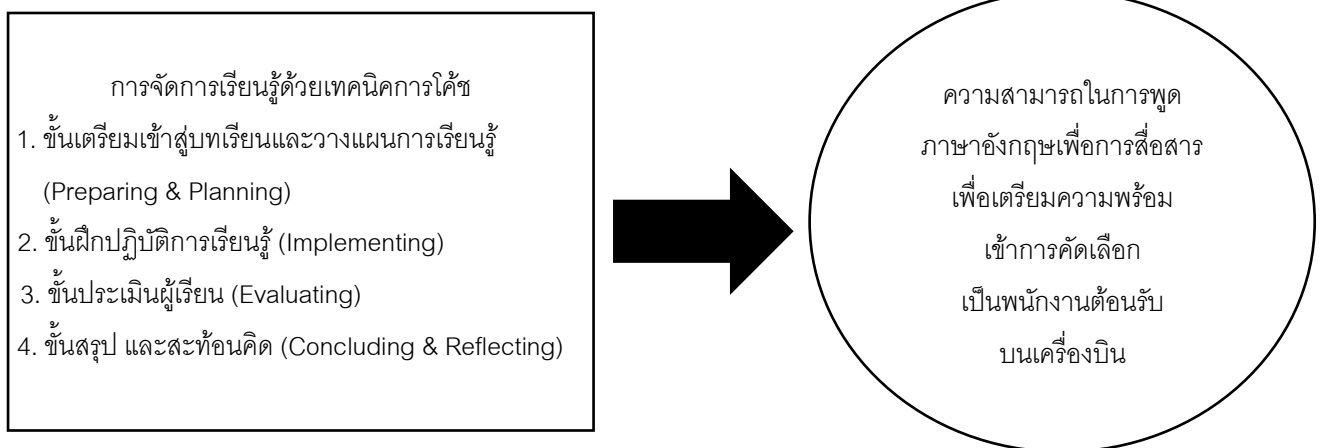 การจัดการเรียนรู้ด้วยเทคนิคการโค้ช
1. ขั้นเตรียมเข้าสู่บทเรียนและวางแผนการเรียนรู้
(Preparing & Planning)
2. ขั้นฝึกปฏิบัติการเรียนรู้ (Implementing)
3. ขั้นประเมินผู้เรียน (Evaluating)
4. ขั้นสรุป และสะท้อนคิด (Concluding & Reflecting)
ความสามารถในการพูด
ภาษาอังกฤษเพื่อการสื่อสาร
เพื่อเตรียมความพร้อม
เข้าการคัดเลือก
เป็นพนักงานต้อนรับ
บนเครื่องบิน